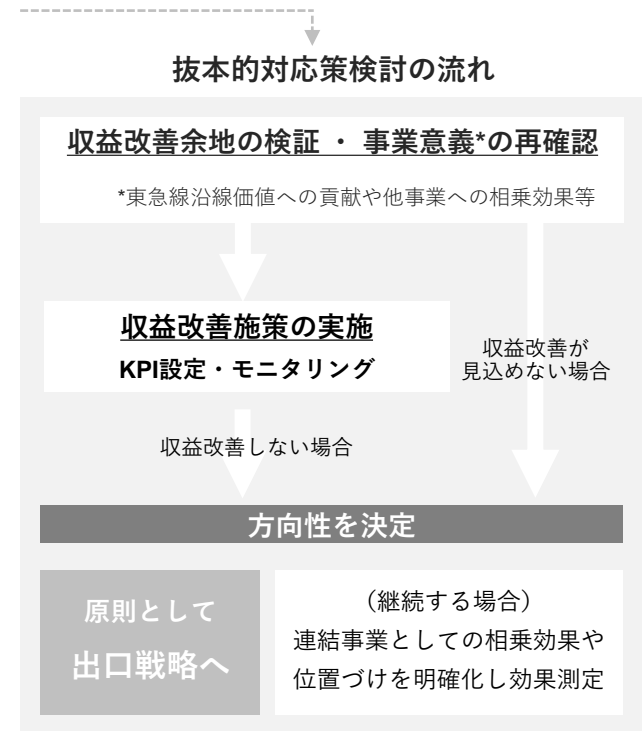 抜本的対応策検討の流れ
収益改善余地の検証 ・ 事業意義*の再確認
*東急線沿線価値への貢献や他事業への相乗効果等
収益改善施策の実施
KPI設定・モニタリング
収益改善が
見込めない場合
収益改善しない場合
方向性を決定
原則として
出口戦略へ
（継続する場合）
連結事業としての相乗効果や
位置づけを明確化し効果測定